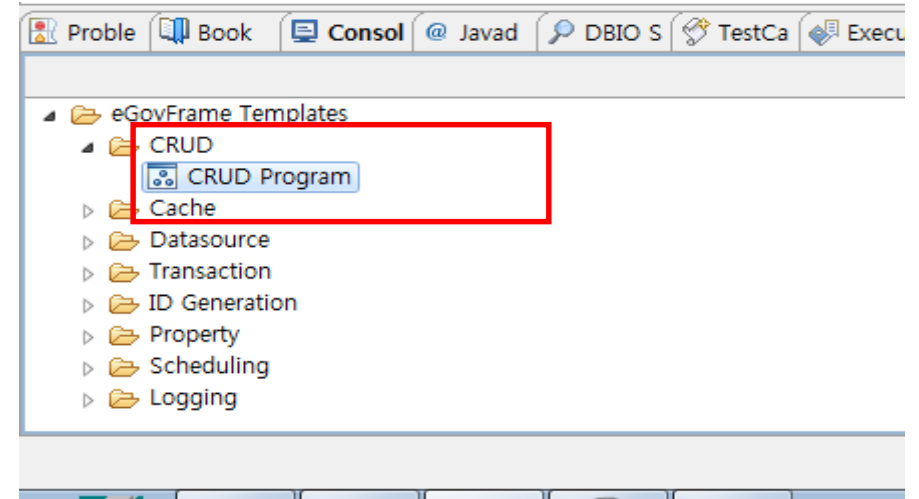 Proble Book Consol @ Javad DBIO S TestCa Execu
eGovFrame Templates
CRUD
CRUD Program
Cache
Datasource
Transaction
ID Generation
Property
Scheduling
Logging